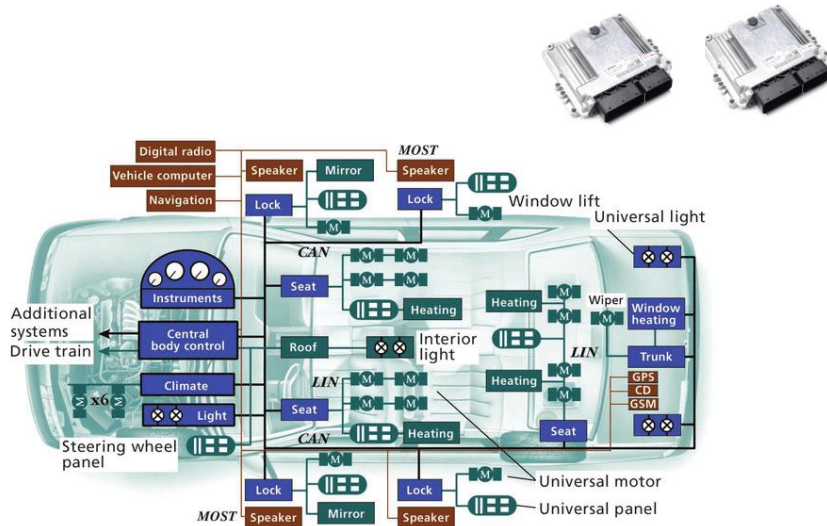 MOST
Digital radio
Vehicle computer
Navigation
Speaker
Mirror
Speaker
Lock
Lock
M
M
Window lift
Universal light
CAN
M
M
M
M
Seat
Heating
Instruments
Additional
systems
Drive train
Central
body control
Roof
Interior
light
Heating
M
M
Wiper
M
Window
heating
LIN
Trunk
Climate
M
x6
M
Light
LIN
M
M
M
M
Seat
Heating
M
M
GPS
CD
GSM
CAN
Heating
Seat
Steering wheel
panel
M
M
Universal motor
Lock
Lock
Universal panel
MOST
Speaker
Mirror
Speaker